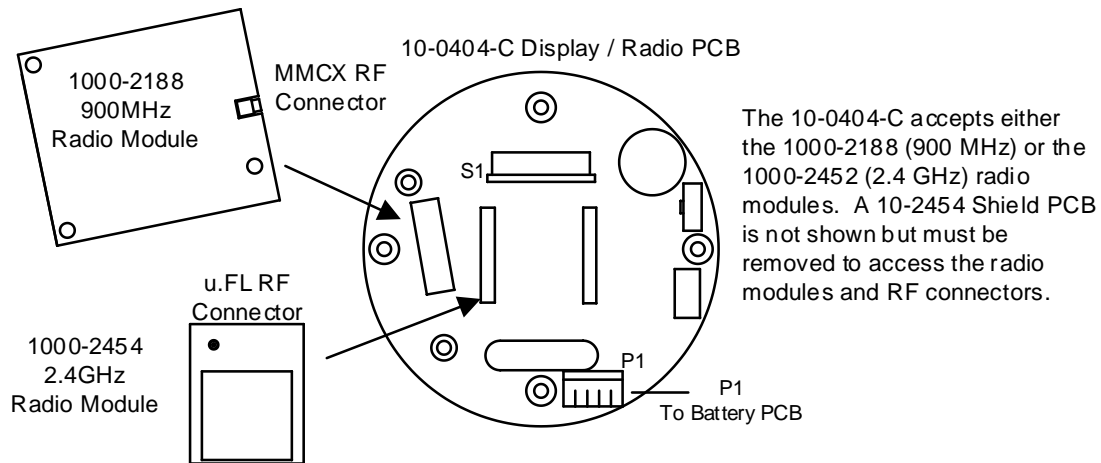 10-0404-C Display / Radio PCB
1000-2188
900MHz
Radio Module
MMCX RF
Connector
S1
The 10-0404-C accepts either
the 1000-2188 (900 MHz) or the
1000-2452 (2.4 GHz) radio
modules. A 10-2454 Shield PCB
is not shown but must be
removed to access the radio
modules and RF connectors.
u.FL RF
Connector
1000-2454
2.4GHz
Radio Module
P1
P1
To Battery PCB